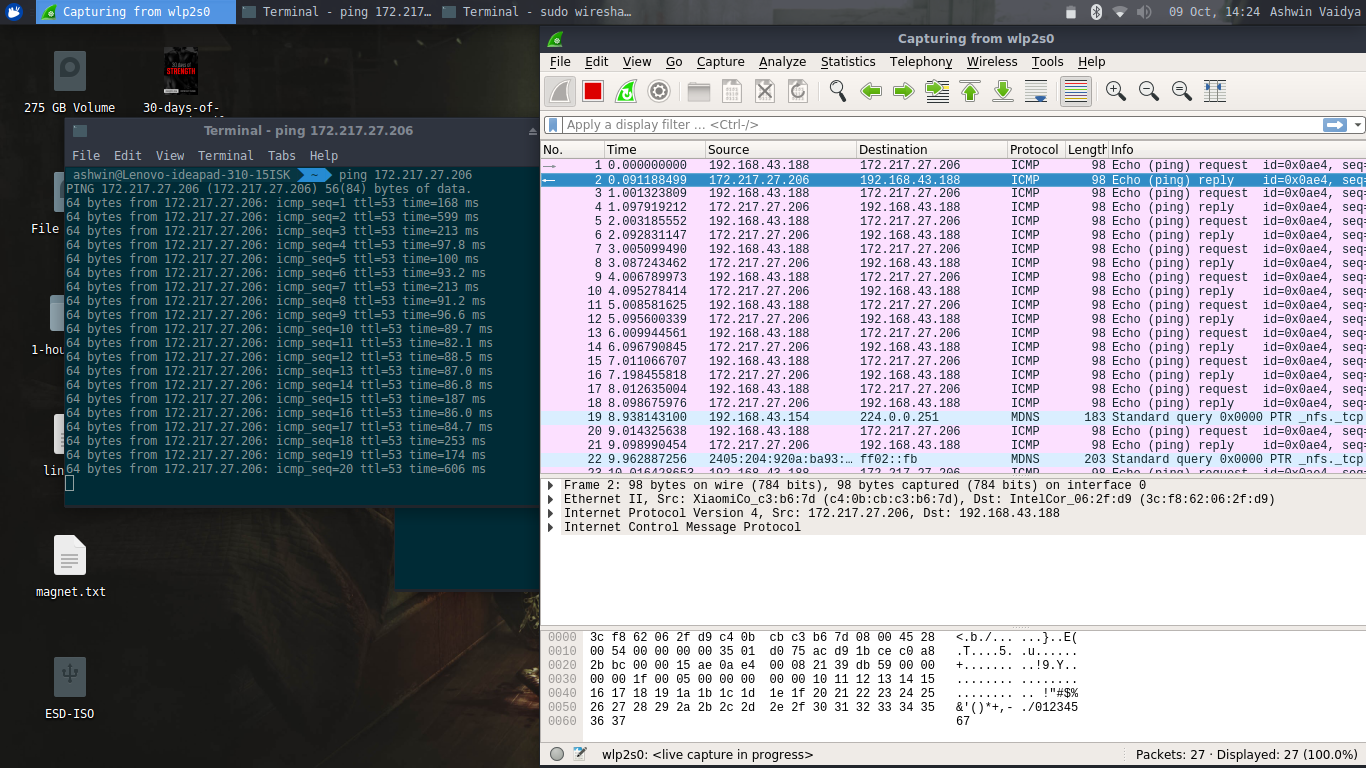 Capturing from wlp2s0
Terminal - ping 172.217...
Terminal - sudo wiresha...
09 Oct, 14:24 Ashwin Vaidya
275 GB Volume
30-days-of-
STRENGTH
File
1-hou
lin
magnet.txt
ESD-ISO
Terminal - ping 172.217.27.206
File Edit View Terminal Tabs Help
ashwin@Lenovo-ideapad-310-15ISK ~ ping 172.217.27.206
PING 172.217.27.206 (172.217.27.206) 56(84) bytes of data.
64 bytes from 172.217.27.206: icmp_seq=1 ttl=53 time=168 ms
64 bytes from 172.217.27.206: icmp_seq=2 ttl=53 time=599 ms
64 bytes from 172.217.27.206: icmp_seq=3 ttl=53 time=213 ms
64 bytes from 172.217.27.206: icmp_seq=4 ttl=53 time=97.8 ms
64 bytes from 172.217.27.206: icmp_seq=5 ttl=53 time=100 ms
64 bytes from 172.217.27.206: icmp_seq=6 ttl=53 time=93.2 ms
64 bytes from 172.217.27.206: icmp_seq=7 ttl=53 time=213 ms
64 bytes from 172.217.27.206: icmp_seq=8 ttl=53 time=91.2 ms
64 bytes from 172.217.27.206: icmp_seq=9 ttl=53 time=96.6 ms
64 bytes from 172.217.27.206: icmp_seq=10 ttl=53 time=89.7 ms
64 bytes from 172.217.27.206: icmp_seq=11 ttl=53 time=82.1 ms
64 bytes from 172.217.27.206: icmp_seq=12 ttl=53 time=88.5 ms
64 bytes from 172.217.27.206: icmp_seq=13 ttl=53 time=87.0 ms
64 bytes from 172.217.27.206: icmp_seq=14 ttl=53 time=86.8 ms
64 bytes from 172.217.27.206: icmp_seq=15 ttl=53 time=187 ms
64 bytes from 172.217.27.206: icmp_seq=16 ttl=53 time=86.0 ms
64 bytes from 172.217.27.206: icmp_seq=17 ttl=53 time=84.7 ms
64 bytes from 172.217.27.206: icmp_seq=18 ttl=53 time=253 ms
64 bytes from 172.217.27.206: icmp_seq=19 ttl=53 time=174 ms
64 bytes from 172.217.27.206: icmp_seq=20 ttl=53 time=606 ms
Capturing from wlp2s0
File Edit View Go Capture Analyze Statistics Telephony Wireless Tools Help
Apply a display filter ... <Ctrl-/>
No. Time Source Destination Protocol Length Info
1 0.000000000 192.168.43.188 172.217.27.206 ICMP 98 Echo (ping) request id=0x0ae4, seq=
2 0.091188499 172.217.27.206 192.168.43.188 ICMP 98 Echo (ping) reply id=0x0ae4, seq=
3 1.001323809 192.168.43.188 172.217.27.206 ICMP 98 Echo (ping) request id=0x0ae4, seq=
4 1.097919212 172.217.27.206 192.168.43.188 ICMP 98 Echo (ping) reply id=0x0ae4, seq=
5 2.003185552 192.168.43.188 172.217.27.206 ICMP 98 Echo (ping) request id=0x0ae4, seq=
6 2.092831147 172.217.27.206 192.168.43.188 ICMP 98 Echo (ping) reply id=0x0ae4, seq=
7 3.005099490 192.168.43.188 172.217.27.206 ICMP 98 Echo (ping) request id=0x0ae4, seq=
8 3.087243462 172.217.27.206 192.168.43.188 ICMP 98 Echo (ping) reply id=0x0ae4, seq=
9 4.006789973 192.168.43.188 172.217.27.206 ICMP 98 Echo (ping) request id=0x0ae4, seq=
10 4.095278414 172.217.27.206 192.168.43.188 ICMP 98 Echo (ping) reply id=0x0ae4, seq=
11 5.008581625 192.168.43.188 172.217.27.206 ICMP 98 Echo (ping) request id=0x0ae4, seq=
12 5.095600339 172.217.27.206 192.168.43.188 ICMP 98 Echo (ping) reply id=0x0ae4, seq=
13 6.009944561 192.168.43.188 172.217.27.206 ICMP 98 Echo (ping) request id=0x0ae4, seq=
14 6.096790845 172.217.27.206 192.168.43.188 ICMP 98 Echo (ping) reply id=0x0ae4, seq=
15 7.011066707 192.168.43.188 172.217.27.206 ICMP 98 Echo (ping) request id=0x0ae4, seq=
16 7.198455818 172.217.27.206 192.168.43.188 ICMP 98 Echo (ping) reply id=0x0ae4, seq=
17 8.012635004 192.168.43.188 172.217.27.206 ICMP 98 Echo (ping) request id=0x0ae4, seq=
18 8.098675976 172.217.27.206 192.168.43.188 ICMP 98 Echo (ping) reply id=0x0ae4, seq=
19 8.938143100 192.168.43.154 224.0.0.251 MDNS 183 Standard query 0x0000 PTR _nfs._tcp
20 9.014325638 192.168.43.188 172.217.27.206 ICMP 98 Echo (ping) request id=0x0ae4, seq=
21 9.098990454 172.217.27.206 192.168.43.188 ICMP 98 Echo (ping) reply id=0x0ae4, seq=
22 9.962887256 2405:204:920a:ba93:... ff02::fb MDNS 203 Standard query 0x0000 PTR _nfs._tcp
23 10.016428653 192.168.43.188 172.217.27.206 ICMP 98 Echo (ping) request id=0x0ae4, seq=
Frame 2: 98 bytes on wire (784 bits), 98 bytes captured (784 bits) on interface 0
Ethernet II, Src: XiaomiCo_c3:b6:7d (c4:0b:cb:c3:b6:7d), Dst: IntelCor_06:2f:d9 (3c:f8:62:06:2f:d9)
Internet Protocol Version 4, Src: 172.217.27.206, Dst: 192.168.43.188
Internet Control Message Protocol
0000 3c f8 62 06 2f d9 c4 0b cb c3 b6 7d 08 00 45 28 <.b./... ...}..E(
0010 00 54 00 00 00 00 35 01 d0 75 ac d9 1b ce c0 a8 .T....5. .u......
0020 2b bc 00 00 15 ae 0a e4 00 08 21 39 db 59 00 00 +....... ..!9.Y..
0030 00 00 1f 00 05 00 00 00 00 00 10 11 12 13 14 15 ........ ........
0040 16 17 18 19 1a 1b 1c 1d 1e 1f 20 21 22 23 24 25 ........ .. !"#$%
0050 26 27 28 29 2a 2b 2c 2d 2e 2f 30 31 32 33 34 35 &'()*+,- ./012345
0060 36 37 67
wlp2s0: <live capture in progress>
Packets: 27 · Displayed: 27 (100.0%)